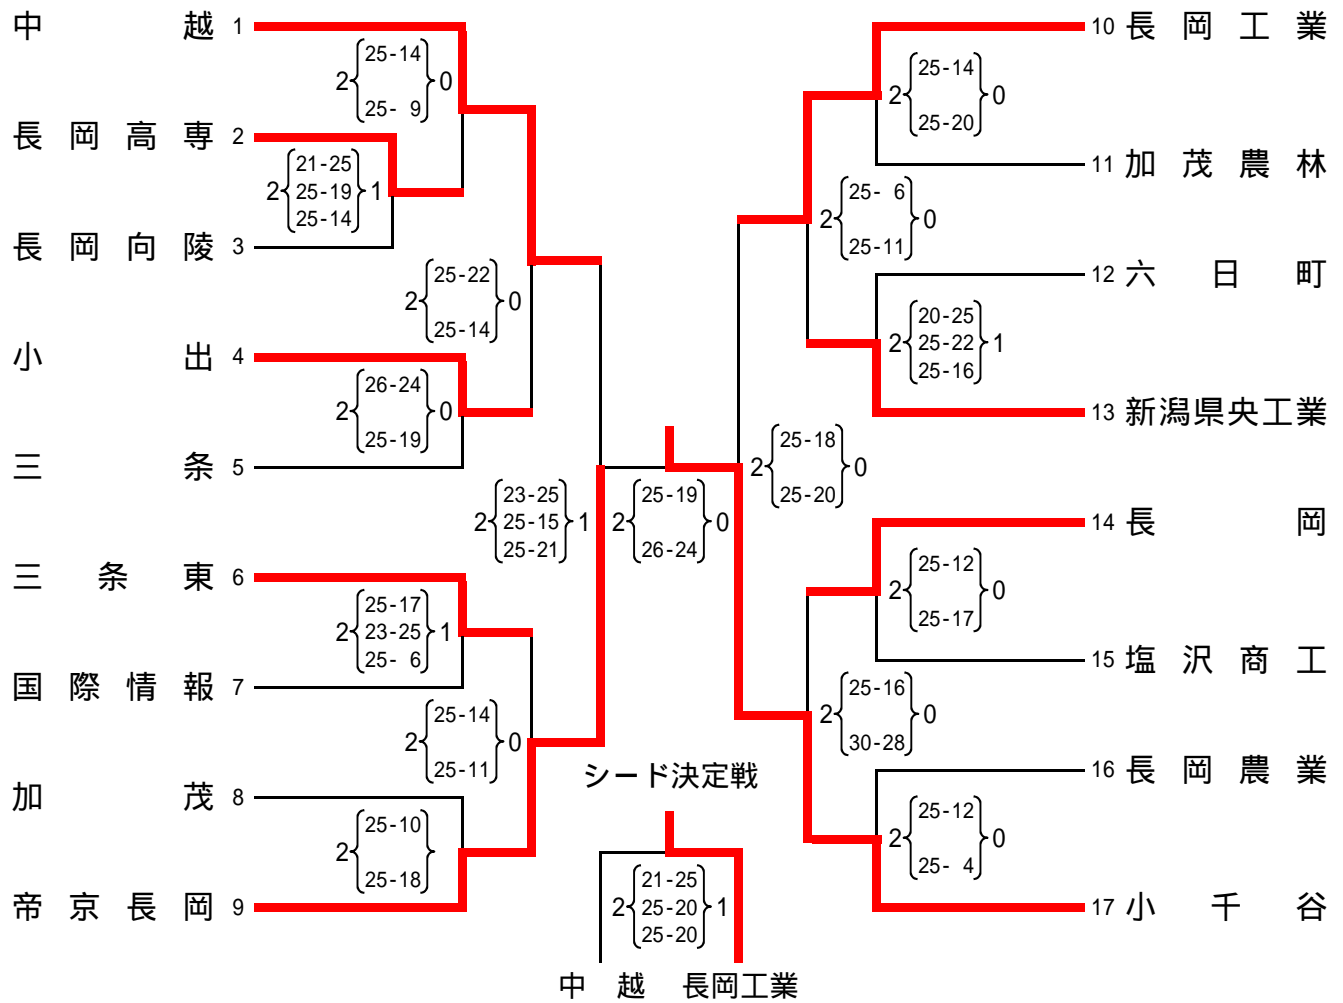 中越 1
2 25-14 25- 9 0
長岡高専 2
2 21-25 25-19 25-14 1
長岡向陵 3
2 25-22 25-14 0
小出 4
2 26-24 25-19 0
三条 5
2 23-25 25-15 25-21 1
三条東 6
2 25-17 23-25 25- 6 1
国際情報 7
2 25-14 25-11 0
加茂 8
2 25-10 25-18
帝京長岡 9
2 25-19 26-24 0
10 長岡工業
2 25-14 25-20 0
11 加茂農林
2 25- 6 25-11 0
12 六日町
2 20-25 25-22 25-16 1
13 新潟県央工業
2 25-18 25-20 0
14 長岡
2 25-12 25-17 0
15 塩沢商工
2 25-16 30-28 0
16 長岡農業
2 25-12 25- 4 0
17 小千谷
シード決定戦
2 21-25 25-20 25-20 1
中越 長岡工業